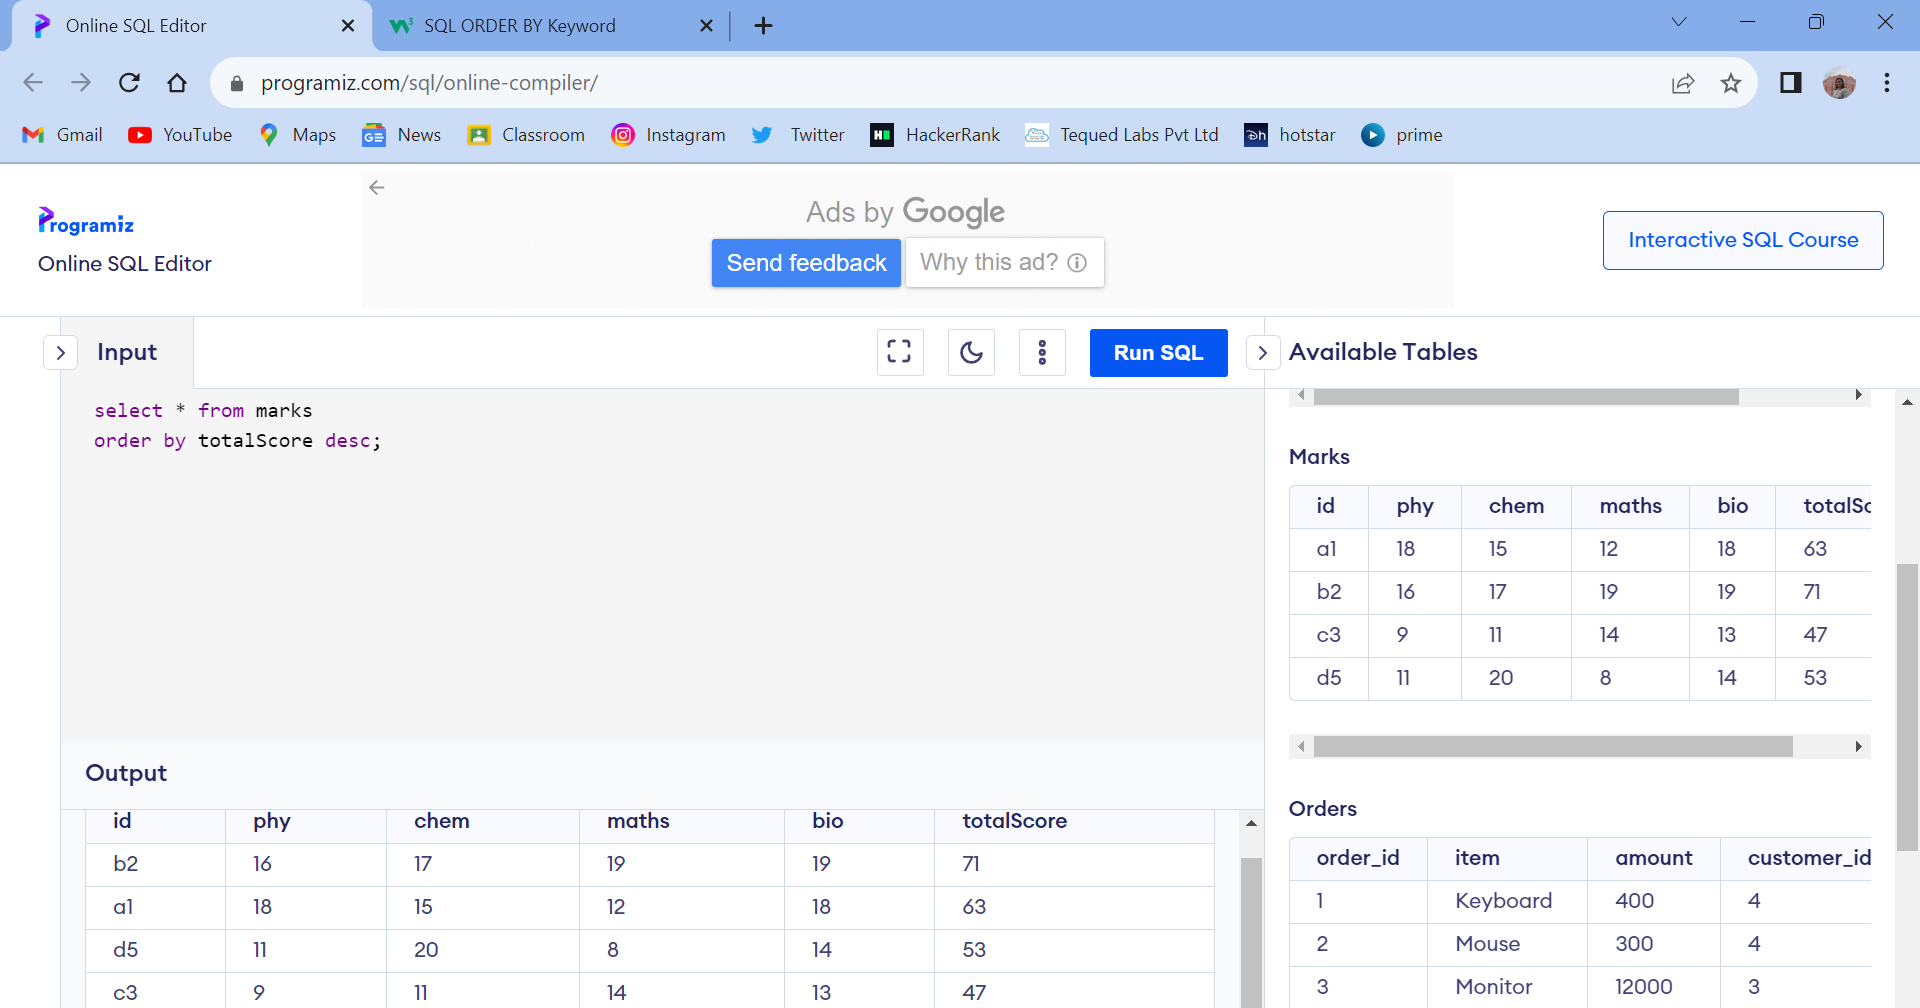 Online SQL Editor
SQL ORDER BY Keyword
programiz.com/sql/online-compiler/
Gmail YouTube Maps News Classroom Instagram Twitter HackerRank Tequed Labs Pvt Ltd hotstar prime
Programiz
Online SQL Editor
Ads by Google
Send feedback Why this ad?
Interactive SQL Course
Input
Run SQL
select * from marks
order by totalScore desc;
Output
id phy chem maths bio totalScore
b2 16 17 19 19 71
a1 18 15 12 18 63
d5 11 20 8 14 53
c3 9 11 14 13 47
Available Tables
Marks
id phy chem maths bio totalSc
a1 18 15 12 18 63
b2 16 17 19 19 71
c3 9 11 14 13 47
d5 11 20 8 14 53
Orders
order_id item amount customer_id
1 Keyboard 400 4
2 Mouse 300 4
3 Monitor 12000 3